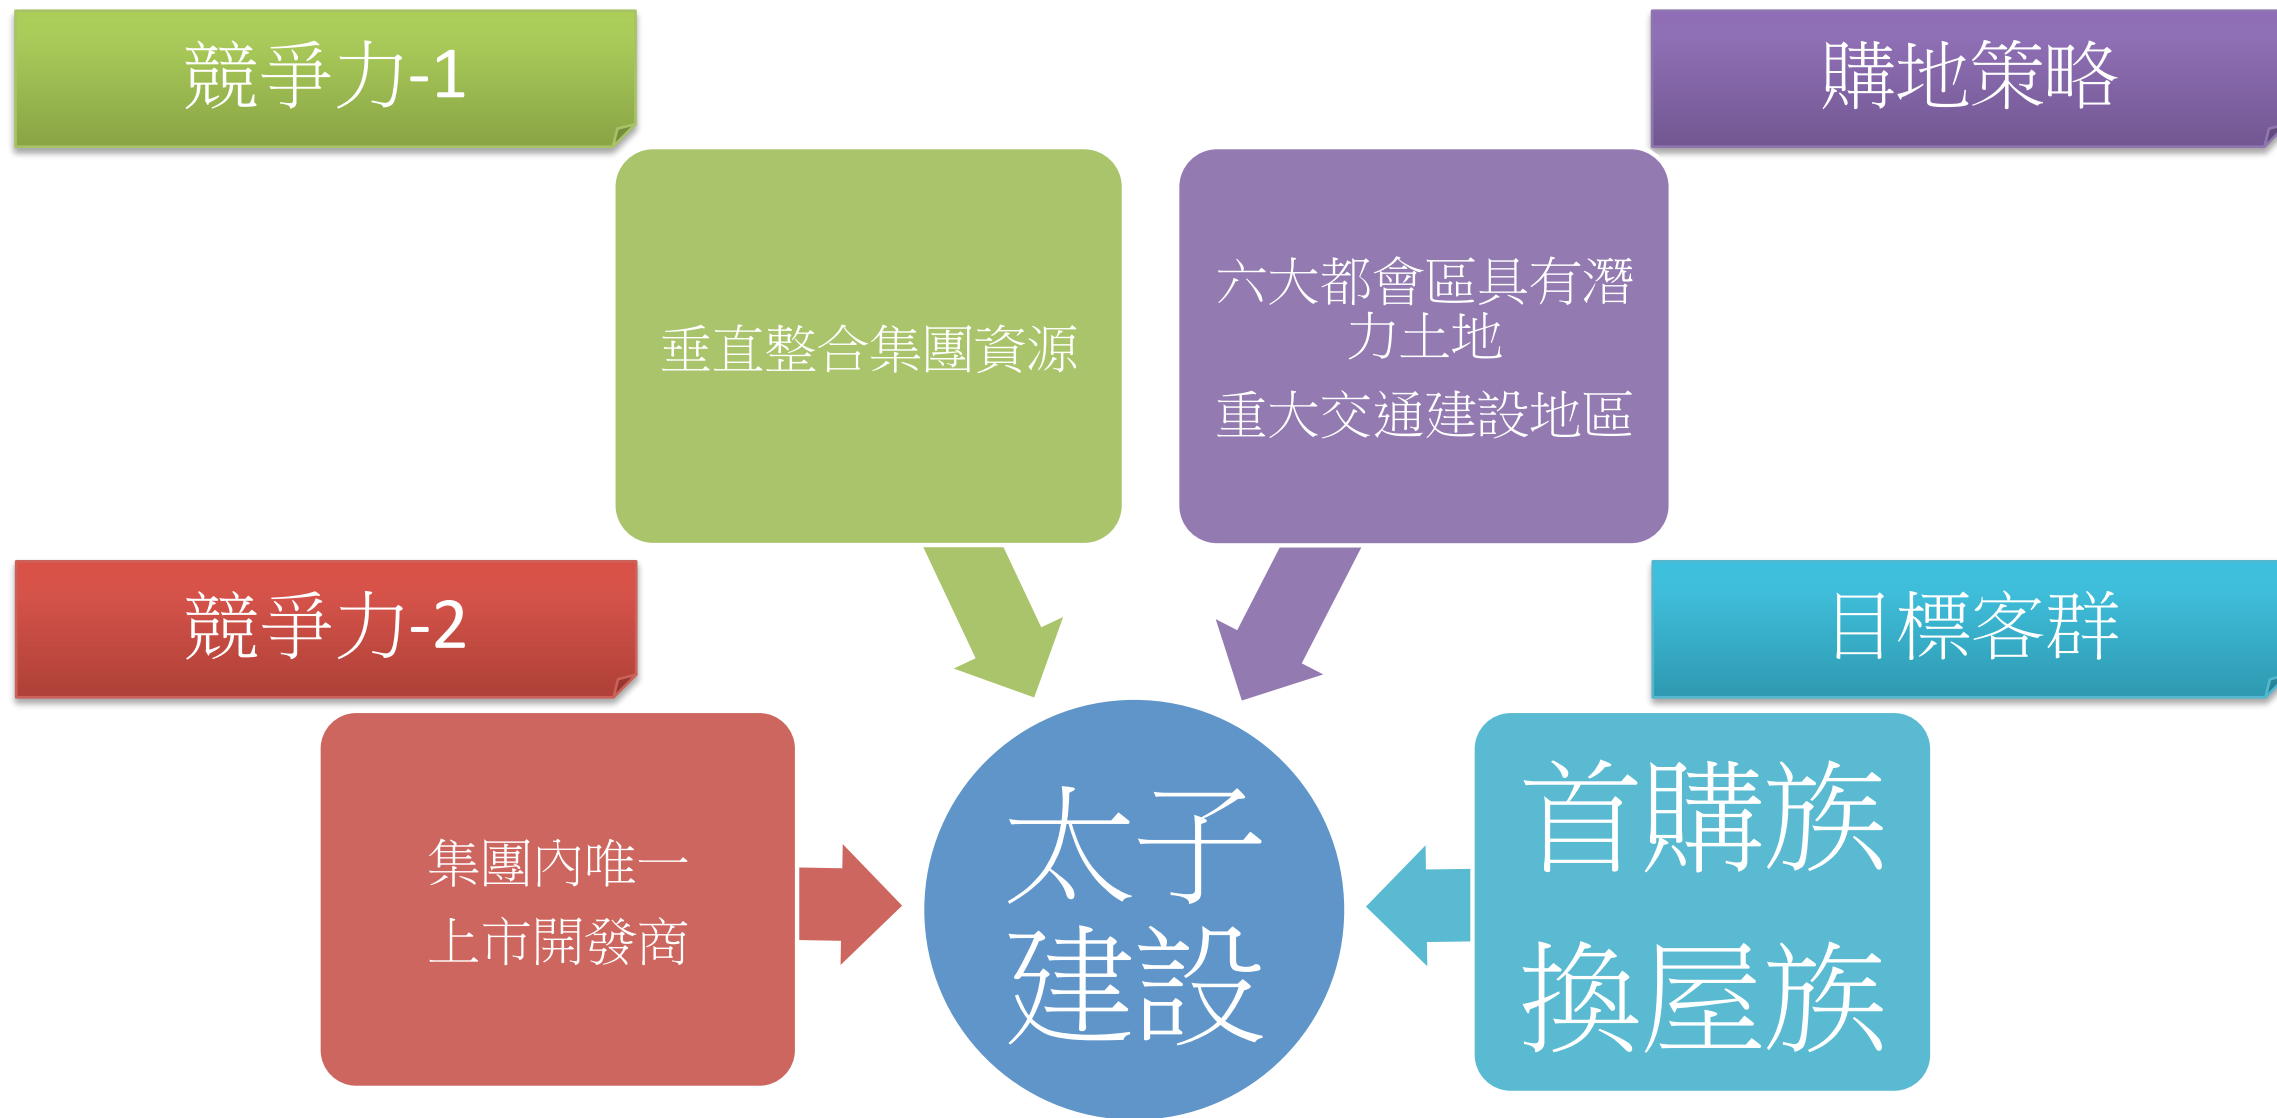 競爭力-1
購地策略
垂直整合集團資源
六大都會區具有潛
力土地
重大交通建設地區
競爭力-2
目標客群
集團內唯一
上市開發商
太子
建設
首購族
換屋族